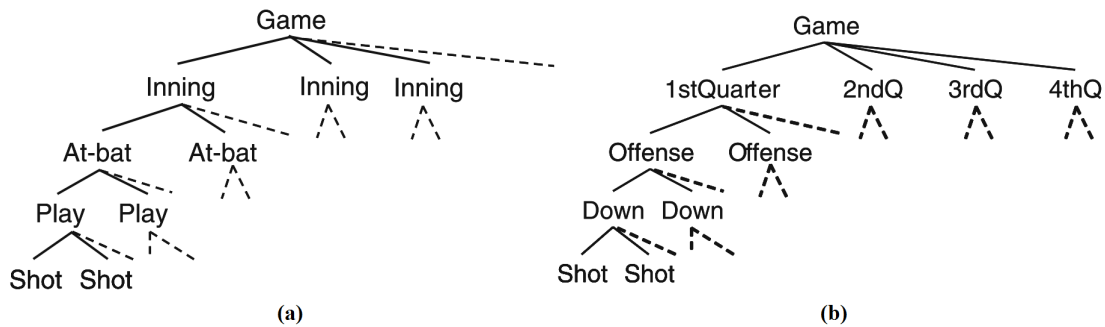 Game
Inning Inning Inning
At-bat At-bat
Play Play
Shot Shot
(a)
Game
1stQuarter 2ndQ 3rdQ 4thQ
Offense Offense
Down Down
Shot Shot
(b)